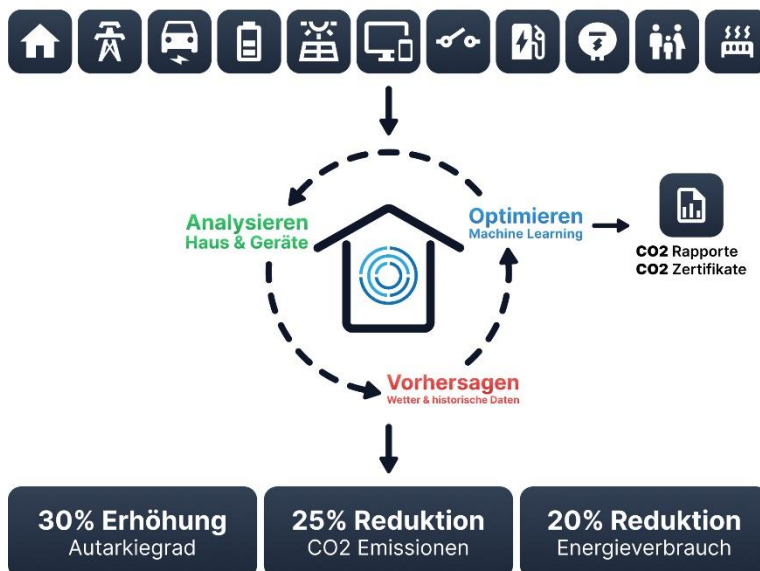 Analysieren
Haus & Geräte
Optimieren
Machine Learning
CO2 Rapporte
CO2 Zertifikate
Vorhersagen
Wetter & historische Daten
30% Erhöhung
Autarkiegrad
25% Reduktion
CO2 Emissionen
20% Reduktion
Energieverbrauch